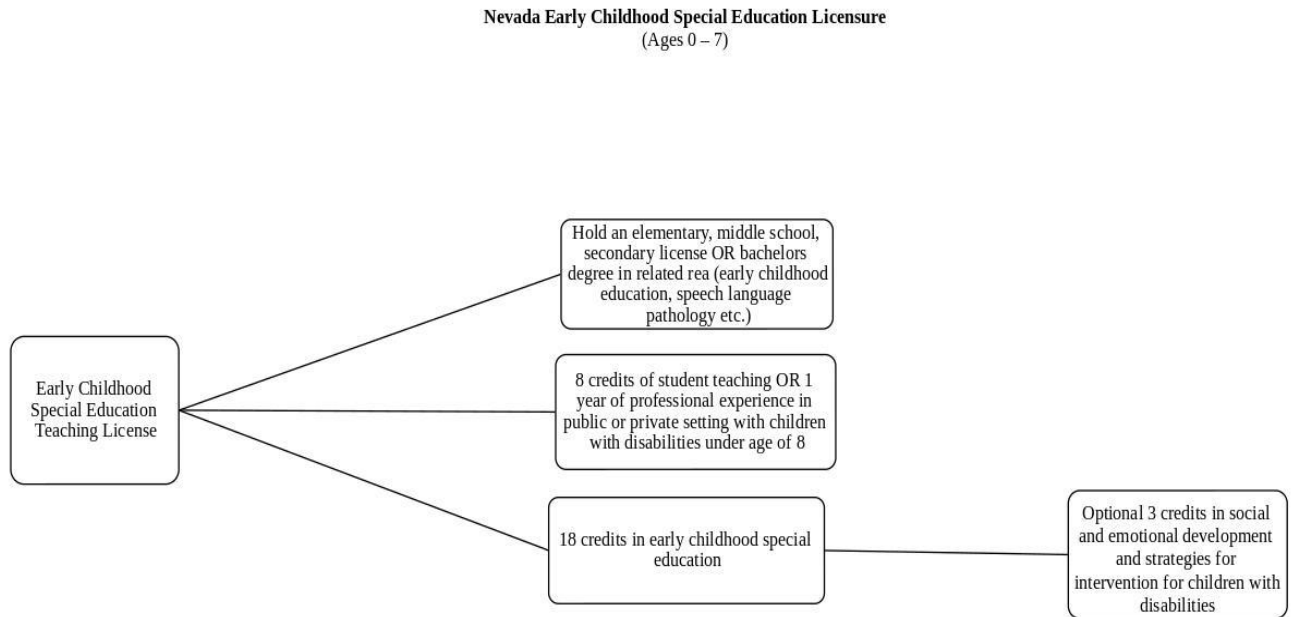 Nevada Early Childhood Special Education Licensure
(Ages 0 – 7)
Hold an elementary, middle school,
secondary license OR bachelors
degree in related rea (early childhood
education, speech language
pathology etc.)
Early Childhood
Special Education
Teaching License
8 credits of student teaching OR 1
year of professional experience in
public or private setting with children
with disabilities under age of 8
18 credits in early childhood special
education
Optional 3 credits in social
and emotional development
and strategies for
intervention for children with
disabilities